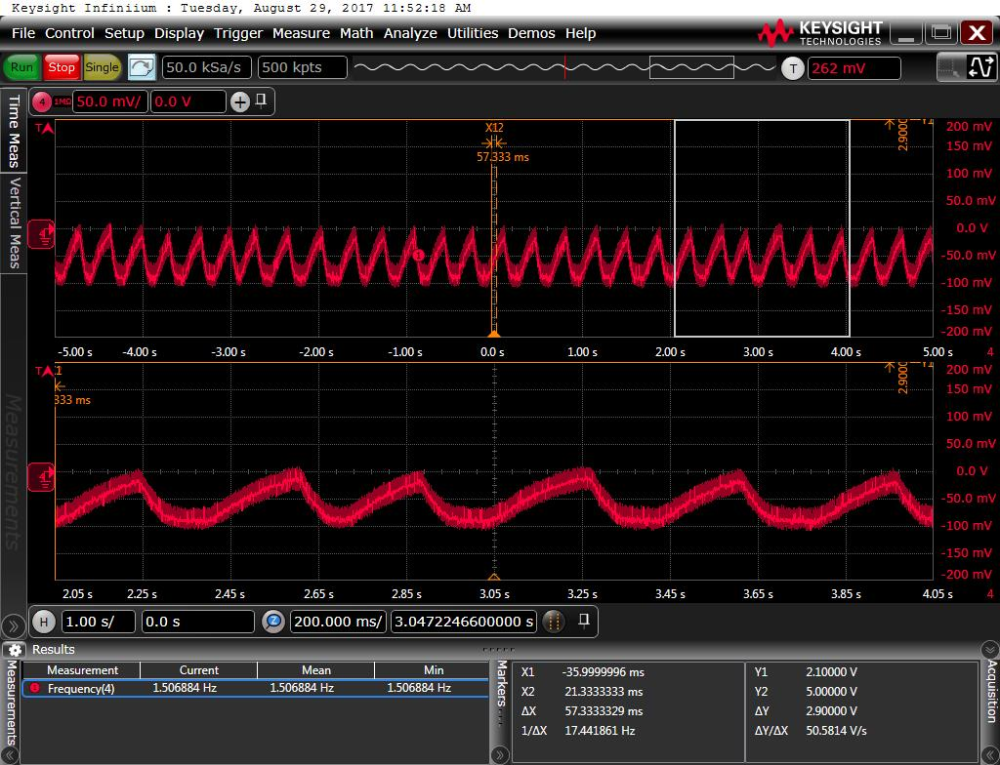 Keysight Infiniium : Tuesday, August 29, 2017 11:52:18 AM
File Control Setup Display Trigger Measure Math Analyze Utilities Demos Help
KEYSIGHT
TECHNOLOGIES
Run Stop Single 50.0 kSa/s 500 kpts T 262 mV
4 1MΩ 50.0 mV/ 0.0 V
Time Meas
Vertical Meas
Measurements
T
X12
57.333 ms
2.9000
Y1
200 mV
150 mV
100 mV
50.0 mV
0.0 V
-50.0 mV
-100 mV
-150 mV
-200 mV
-5.00 s -4.00 s -3.00 s -2.00 s -1.00 s 0.0 s 1.00 s 2.00 s 3.00 s 4.00 s 5.00 s 4
T
1
333 ms
2.9000
Y1
200 mV
150 mV
100 mV
50.0 mV
0.0 V
-50.0 mV
-100 mV
-150 mV
-200 mV
2.05 s 2.25 s 2.45 s 2.65 s 2.85 s 3.05 s 3.25 s 3.45 s 3.65 s 3.85 s 4.05 s 4
H 1.00 s/ 0.0 s 200.000 ms/ 3.0472246600000 s
Results
Measurements
Measurement Current Mean Min
Frequency(4) 1.506884 Hz 1.506884 Hz 1.506884 Hz
Markers
X1 -35.9999996 ms
X2 21.3333333 ms
ΔX 57.3333329 ms
1/ΔX 17.441861 Hz
Y1 2.10000 V
Y2 5.00000 V
ΔY 2.90000 V
ΔY/ΔX 50.5814 V/s
Acquisition